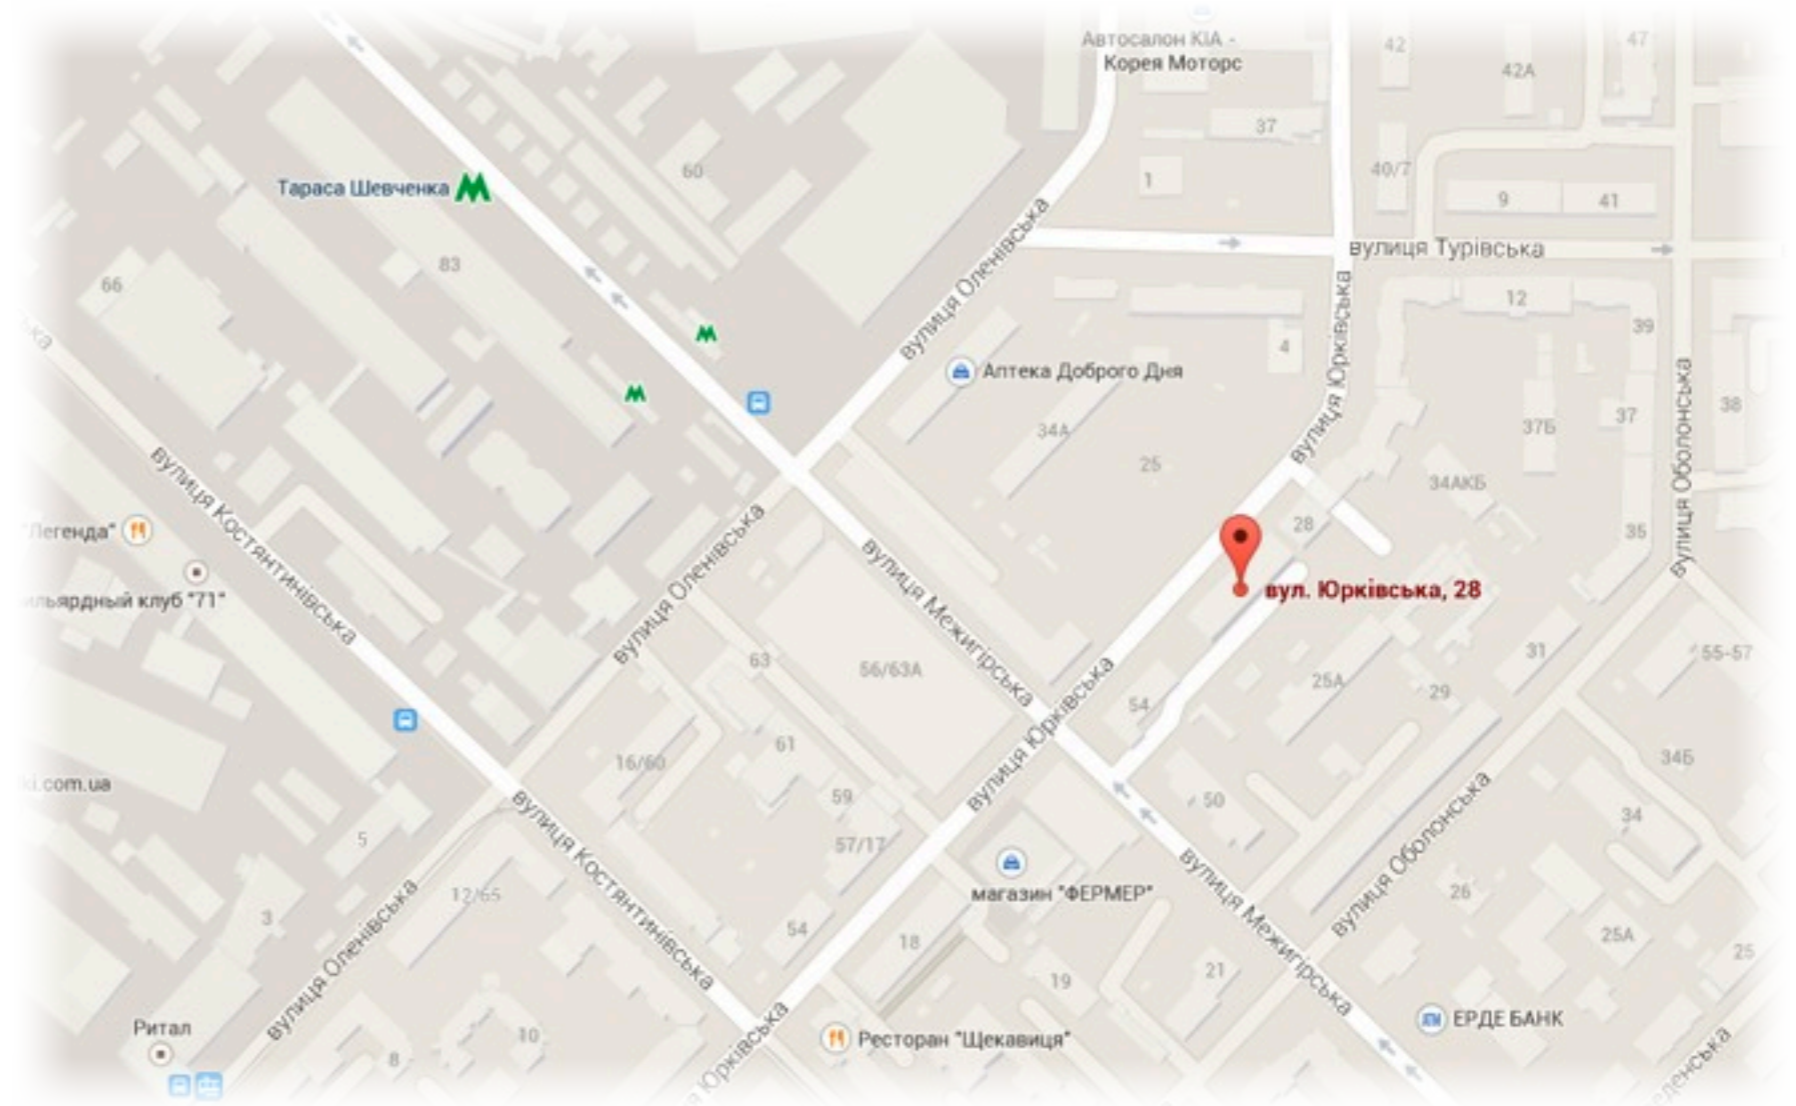 Автосалон КІА -
Корея Моторс
42
47
42А
37
60
40/7
1
Тараса Шевченка
9
41
вулиця Турівська
83
66
12
вулиця Оленівська
вулиця Юрківська
39
4
Аптека Доброго Дня
38
37
37Б
34А
25
вулиця Оболонська
34АКБ
вулиця Костянтинівська
"Легенда"
28
35
вулиця Оленівська
вулиця Межигірська
вул. Юрківська, 28
"71"
63
56/63А
31
55-57
25А
29
54
вулиця Юрківська
61
16/60
34Б
ki.com.ua
59
50
34
5
57/17
вулиця Костянтинівська
вулиця Оболонська
магазин "ФЕРМЕР"
вулиця Межигірська
12/65
26
3
54
18
25А
25
вулиця Оленівська
21
19
Ритал
10
Ресторан "Щекавиця"
ЕРДЕ БАНК
8
Юрківська